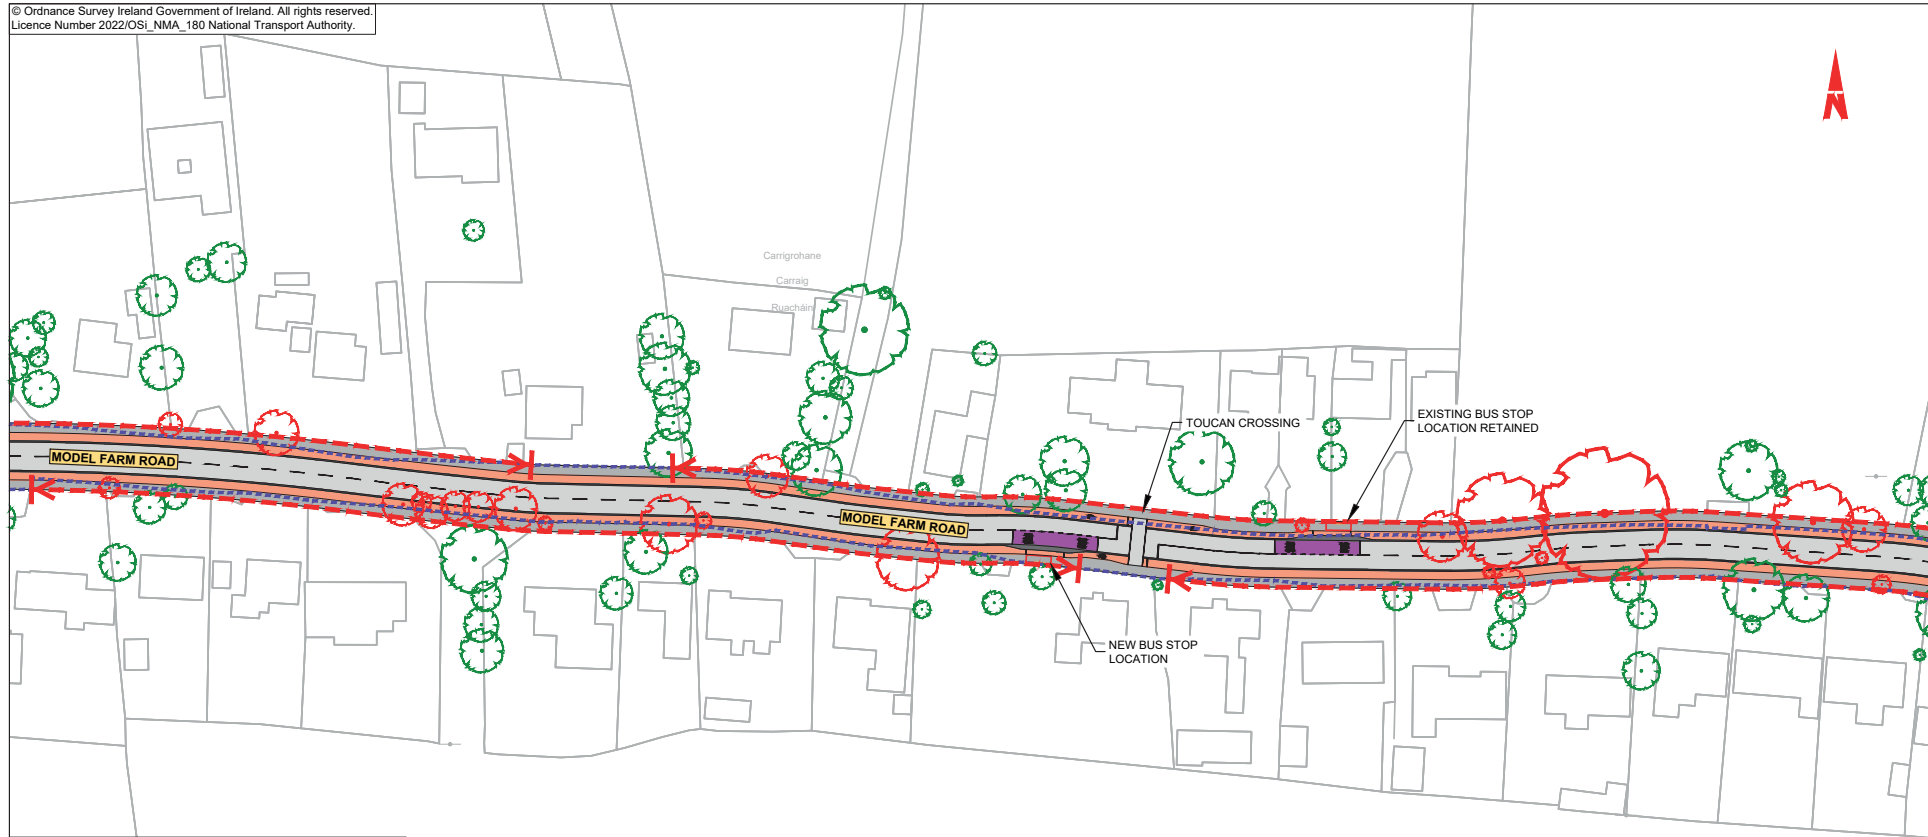 © Ordnance Survey Ireland Government of Ireland. All rights reserved.
Licence Number 2022/OSi_NMA_180 National Transport Authority.
N
Carrigrohane
Carraig
Ruacháin
TOUCAN CROSSING
EXISTING BUS STOP
LOCATION RETAINED
MODEL FARM ROAD
MODEL FARM ROAD
NEW BUS STOP
LOCATION